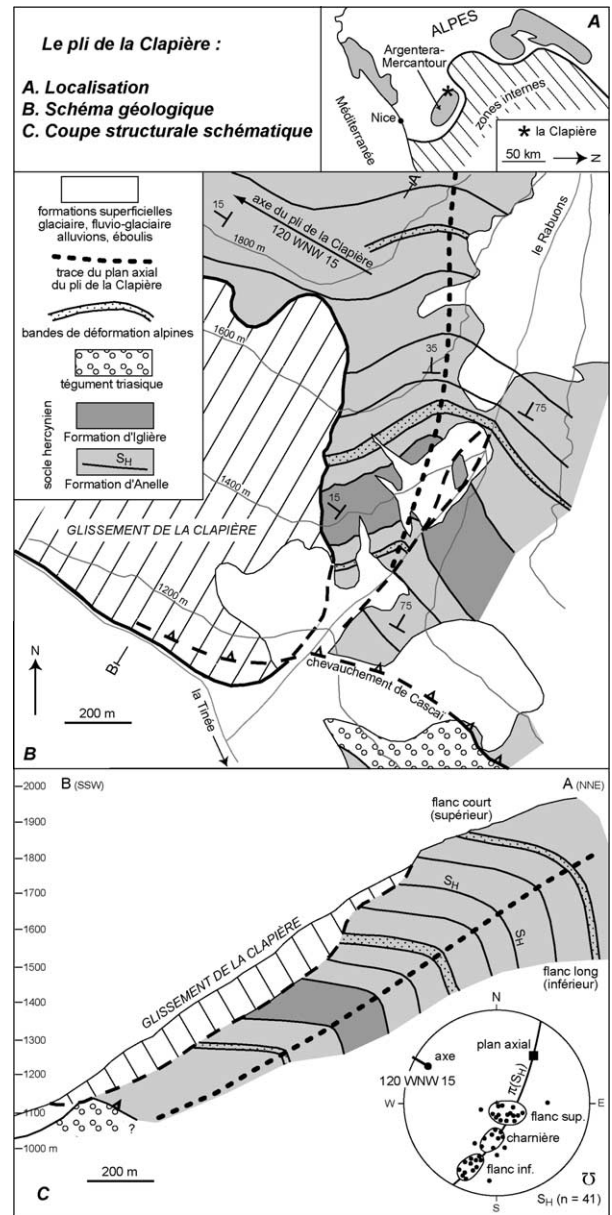 Le pli de la Clapière :
A. Localisation
B. Schéma géologique
C. Coupe structurale schématique
A
ALPES
Argentera-
Mercantour
Nice
Méditerranée
zones internes
* la Clapière
50 km
N
formations superficielles
glaciaire, fluvio-glaciaire
alluvions, éboulis
trace du plan axial
du pli de la Clapière
bandes de déformation alpines
tégument triasique
socle hercynien
Formation d'Iglière
SH
Formation d'Anelle
A
15
axe du pli de la Clapière
120 WNW 15
1800 m
le Rabuons
1600 m
35
75
1400 m
15
GLISSEMENT DE LA CLAPIÈRE
1200 m
75
B
chevauchement de Cascaï
N
200 m
la Tinée
B
2000
1900
1800
1700
1600
1500
1400
1300
1200
1100
1000 m
B (SSW)
A (NNE)
flanc court
(supérieur)
SH
SH
GLISSEMENT DE LA CLAPIÈRE
flanc long
(inférieur)
?
200 m
C
N
plan axial
axe
120 WNW 15
π(SH)
W
E
flanc sup.
charnière
flanc inf.
S
SH (n = 41)